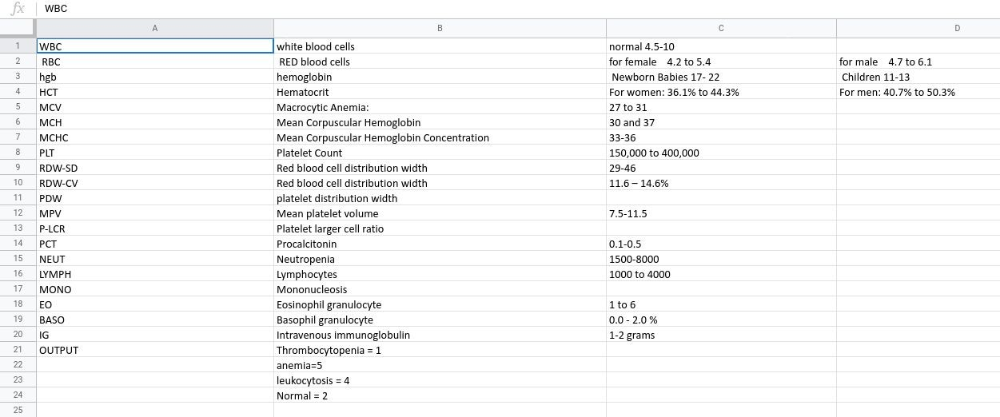 fx WBC
A B C D
1 WBC white blood cells normal 4.5-10
2 RBC RED blood cells for female 4.2 to 5.4 for male 4.7 to 6.1
3 hgb hemoglobin Newborn Babies 17- 22 Children 11-13
4 HCT Hematocrit For women: 36.1% to 44.3% For men: 40.7% to 50.3%
5 MCV Macrocytic Anemia: 27 to 31
6 MCH Mean Corpuscular Hemoglobin 30 and 37
7 MCHC Mean Corpuscular Hemoglobin Concentration 33-36
8 PLT Platelet Count 150,000 to 400,000
9 RDW-SD Red blood cell distribution width 29-46
10 RDW-CV Red blood cell distribution width 11.6 – 14.6%
11 PDW platelet distribution width
12 MPV Mean platelet volume 7.5-11.5
13 P-LCR Platelet larger cell ratio
14 PCT Procalcitonin 0.1-0.5
15 NEUT Neutropenia 1500-8000
16 LYMPH Lymphocytes 1000 to 4000
17 MONO Mononucleosis
18 EO Eosinophil granulocyte 1 to 6
19 BASO Basophil granulocyte 0.0 - 2.0 %
20 IG Intravenous immunoglobulin 1-2 grams
21 OUTPUT Thrombocytopenia = 1
22 anemia=5
23 leukocytosis = 4
24 Normal = 2
25